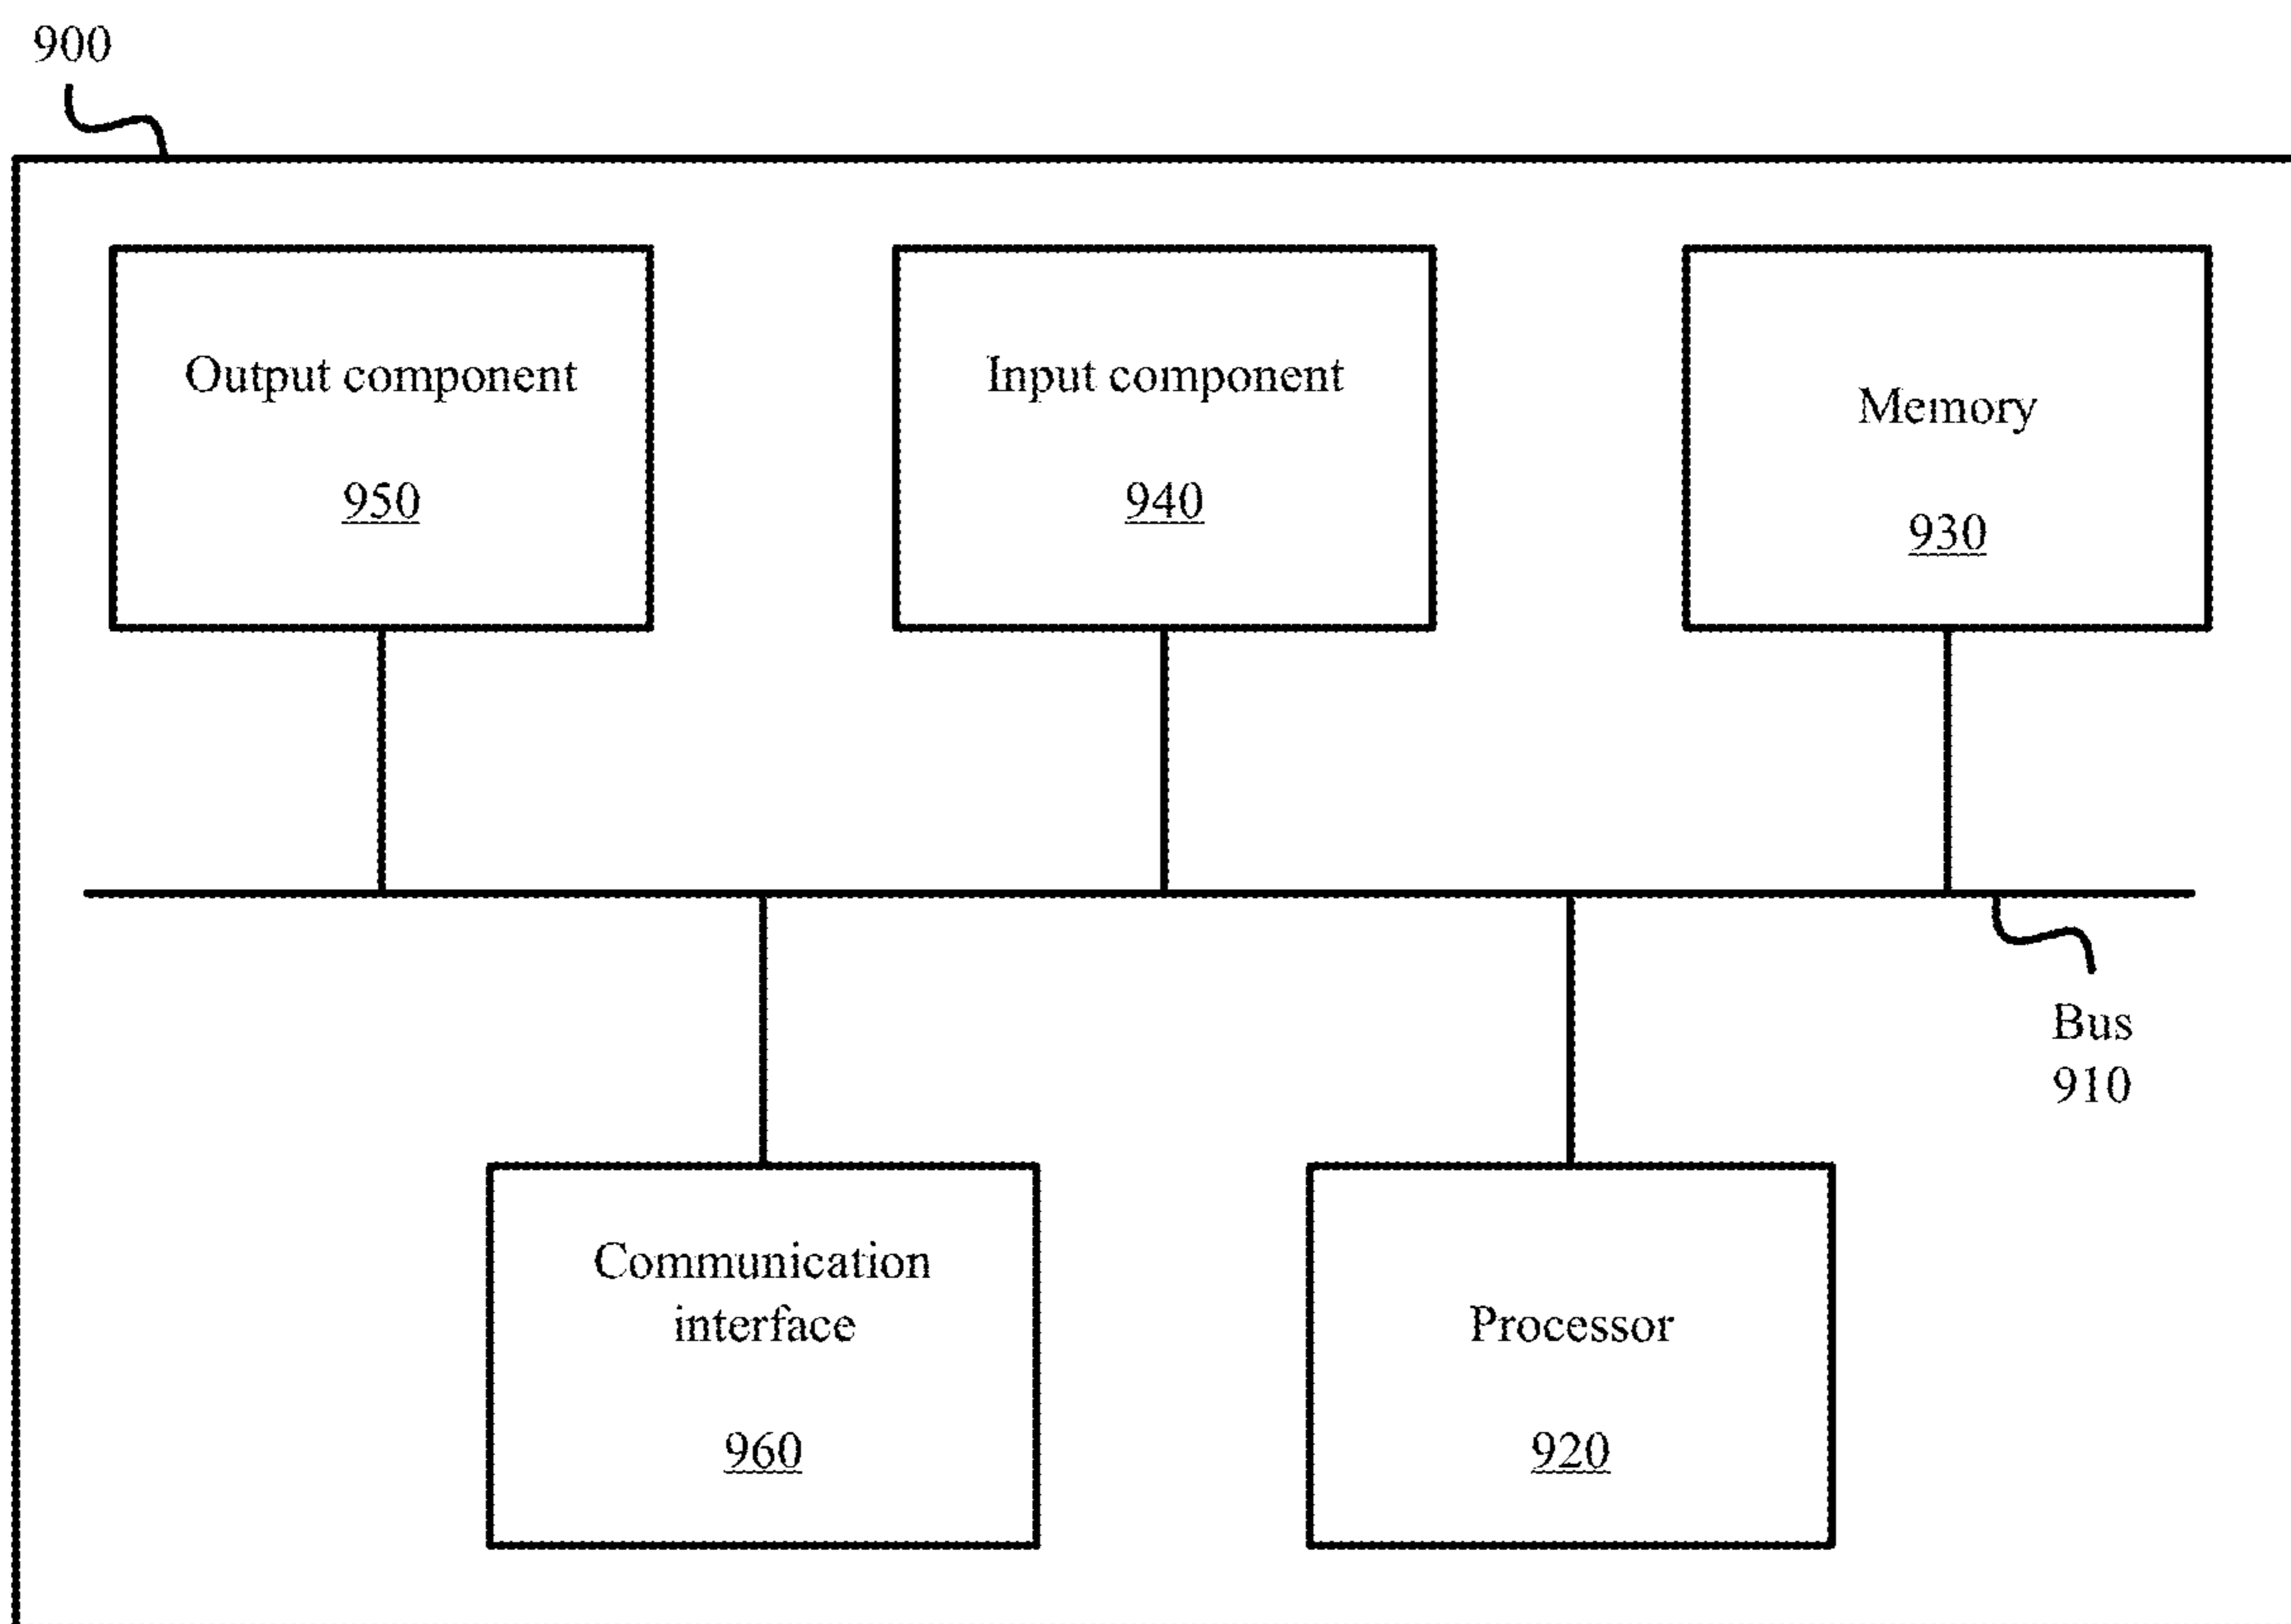 900
Output component
950
Input component
940
Memory
930
Bus
910
Communication
interface
960
Processor
920